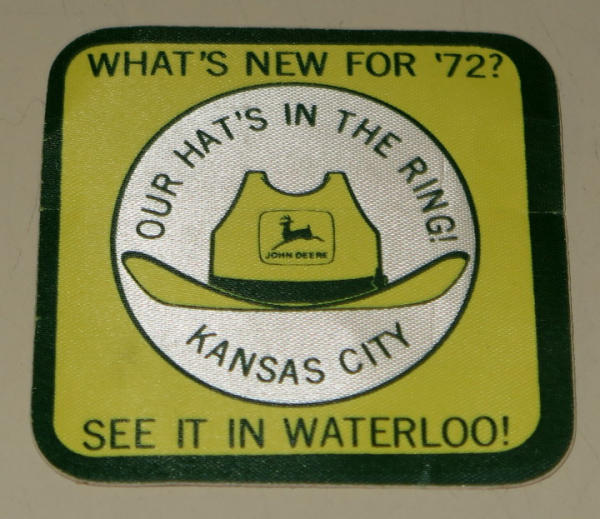 WHAT'S NEW FOR '72?
OUR HAT'S IN THE RING!
JOHN DEERE
KANSAS CITY
SEE IT IN WATERLOO!